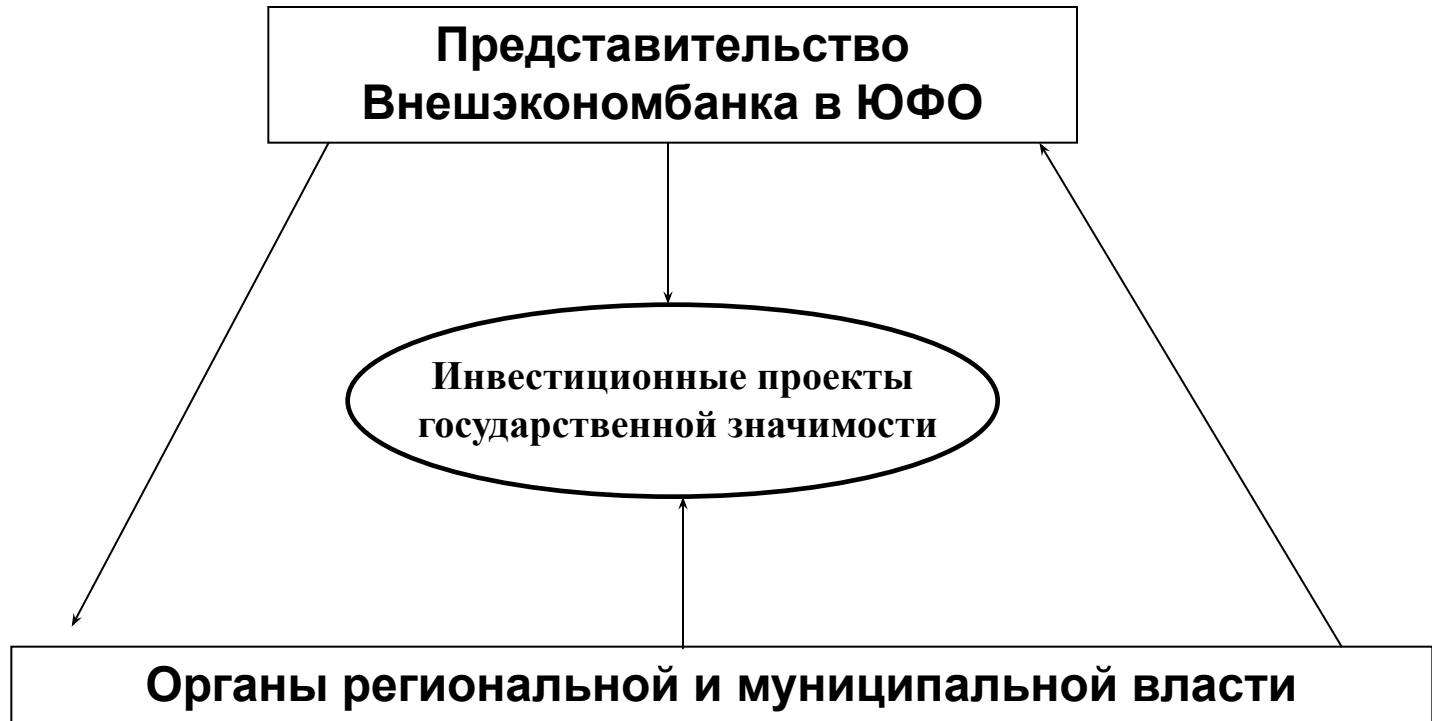 Представительство
Внешэкономбанка в ЮФО
Инвестиционные проекты
государственной значимости
Органы региональной и муниципальной власти